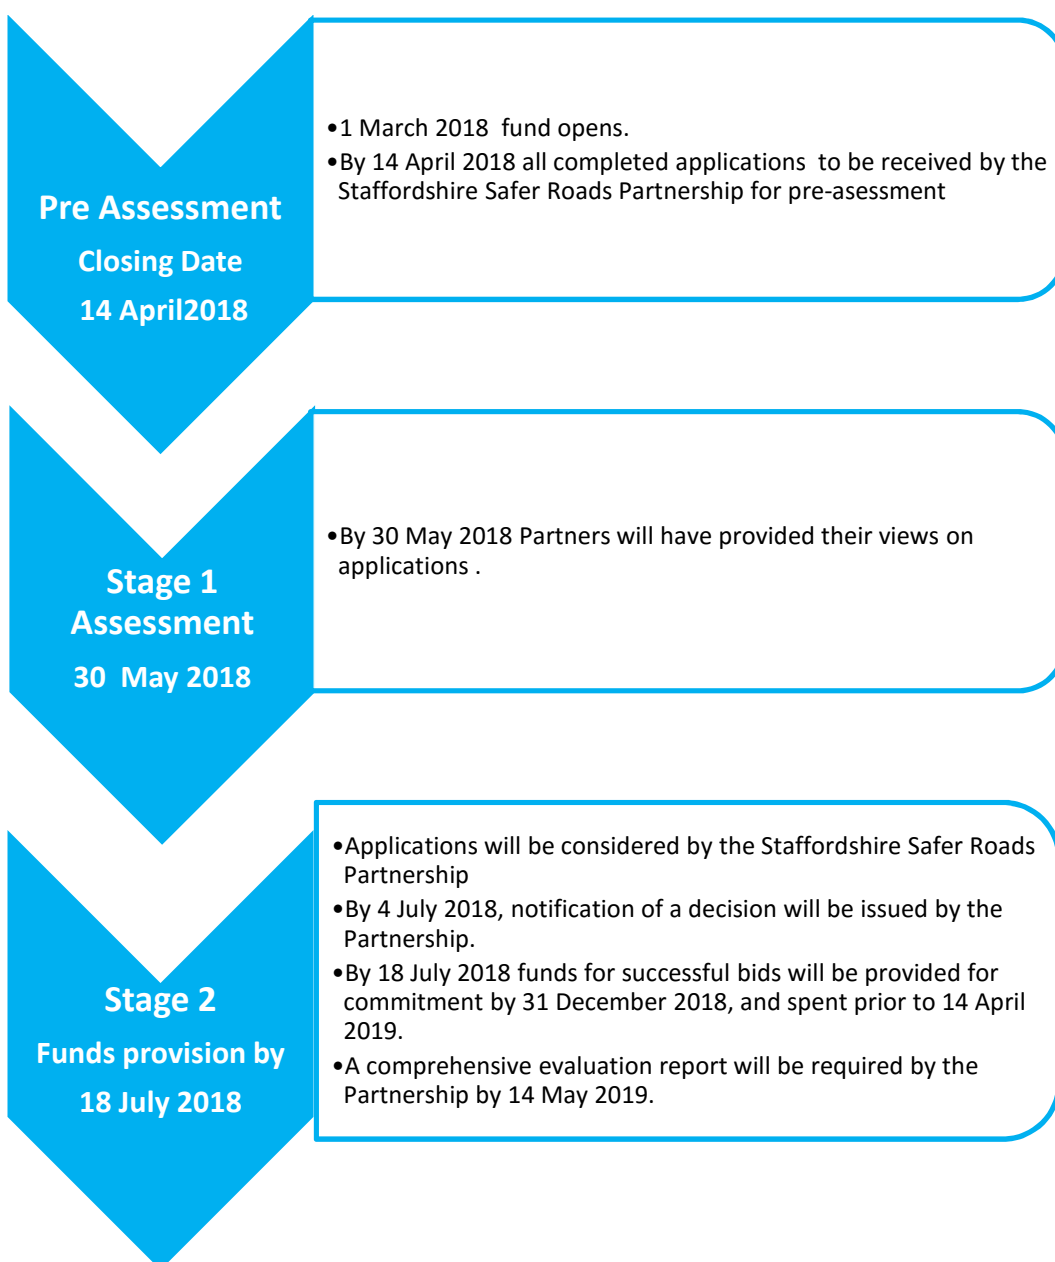 Pre Assessment
Closing Date
14 April2018
•1 March 2018 fund opens.
•By 14 April 2018 all completed applications to be received by the
Staffordshire Safer Roads Partnership for pre-asessment
Stage 1
Assessment
30 May 2018
•By 30 May 2018 Partners will have provided their views on
applications .
Stage 2
Funds provision by
18 July 2018
•Applications will be considered by the Staffordshire Safer Roads
Partnership
•By 4 July 2018, notification of a decision will be issued by the
Partnership.
•By 18 July 2018 funds for successful bids will be provided for
commitment by 31 December 2018, and spent prior to 14 April
2019.
•A comprehensive evaluation report will be required by the
Partnership by 14 May 2019.